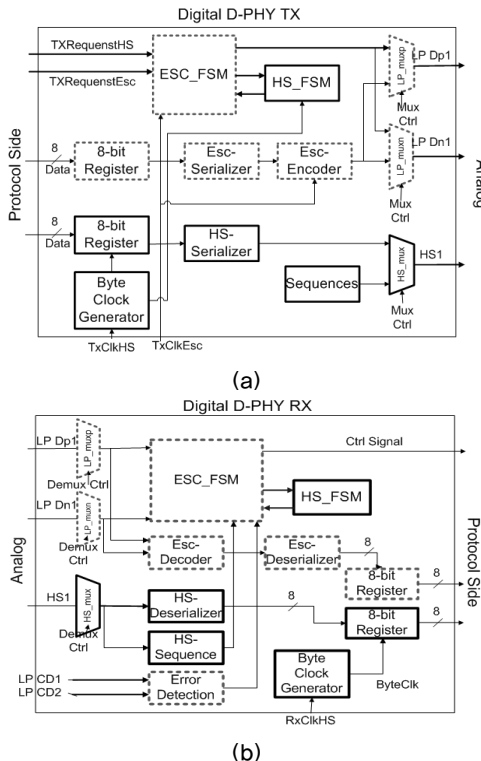 Digital D-PHY TX
TXRequenstHS
TXRequenstEsc
ESC_FSM
HS_FSM
LP_muxp
LP Dp1
Mux
Ctrl
LP_muxn
LP Dn1
Mux
Ctrl
Protocol Side
Analog
8
Data
8-bit
Register
Esc-
Serializer
Esc-
Encoder
8
Data
8-bit
Register
HS-
Serializer
HS_mux
HS1
Mux
Ctrl
Sequences
Byte
Clock
Generator
TxClkHS
TxClkEsc
(a)
Digital D-PHY RX
LP Dp1
LP_muxp
Demux Ctrl
LP Dn1
LP_muxn
Demux
Ctrl
ESC_FSM
Ctrl Signal
HS_FSM
Analog
Protocol Side
Esc-
Decoder
Esc-
Deserializer
8
8-bit
Register
8
HS1
HS_mux
Demux
Ctrl
HS-
Deserializer
8
8-bit
Register
8
HS-
Sequence
LP CD1
LP CD2
Error
Detection
Byte
Clock
Generator
ByteClk
RxClkHS
(b)